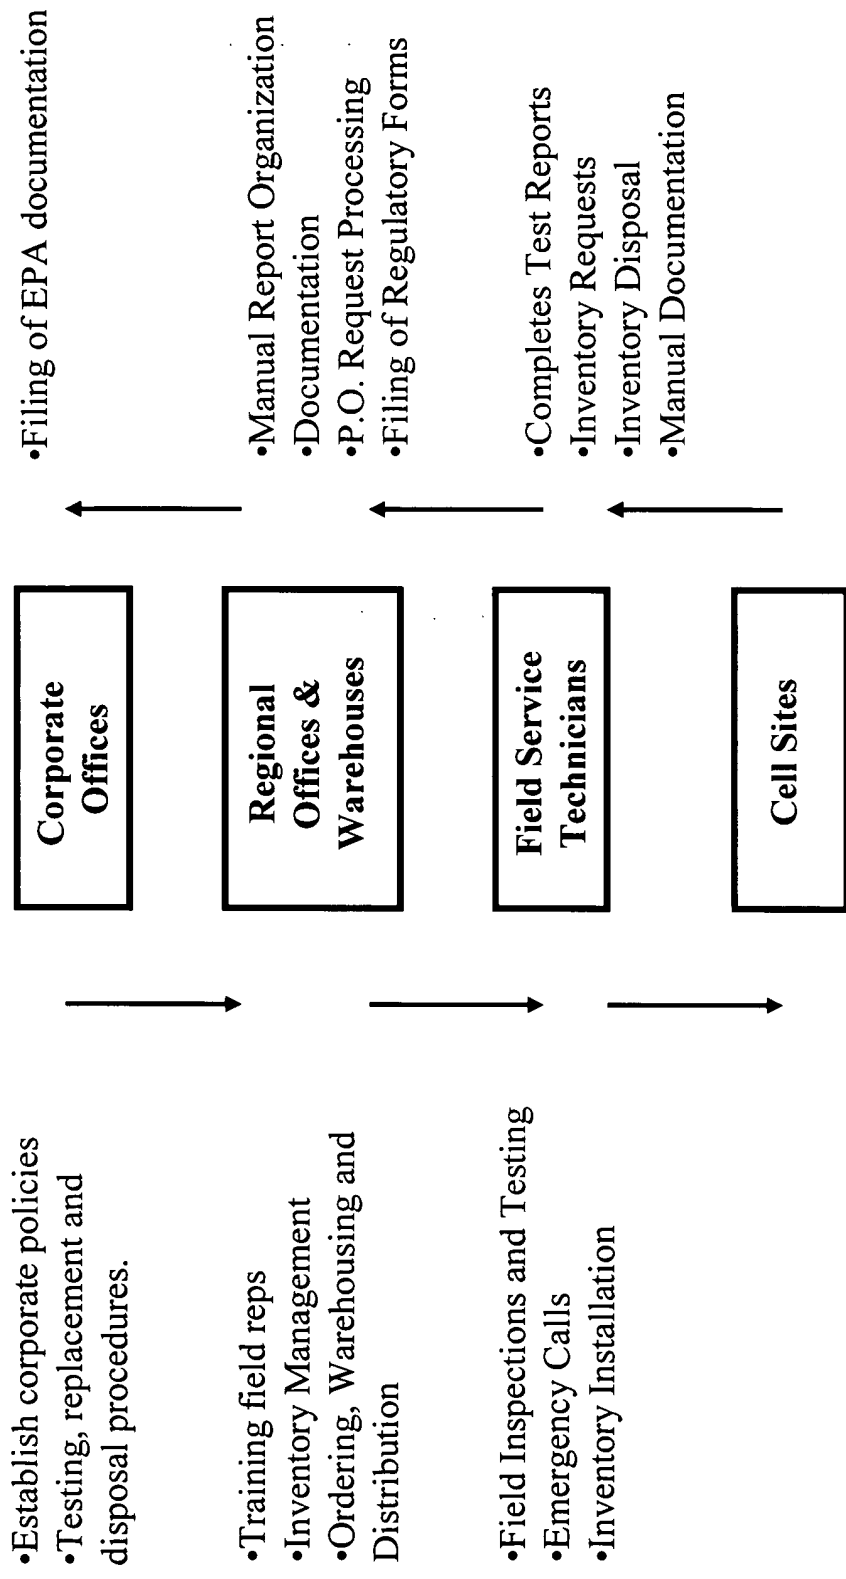 •Establish corporate policies
•Testing, replacement and
disposal procedures.
Corporate
Offices
•Filing of EPA documentation
•Training field reps
•Inventory Management
•Ordering, Warehousing and
Distribution
Regional
Offices &
Warehouses
•Manual Report Organization
•Documentation
•P.O. Request Processing
•Filing of Regulatory Forms
•Field Inspections and Testing
•Emergency Calls
•Inventory Installation
Field Service
Technicians
•Completes Test Reports
•Inventory Requests
•Inventory Disposal
•Manual Documentation
Cell Sites